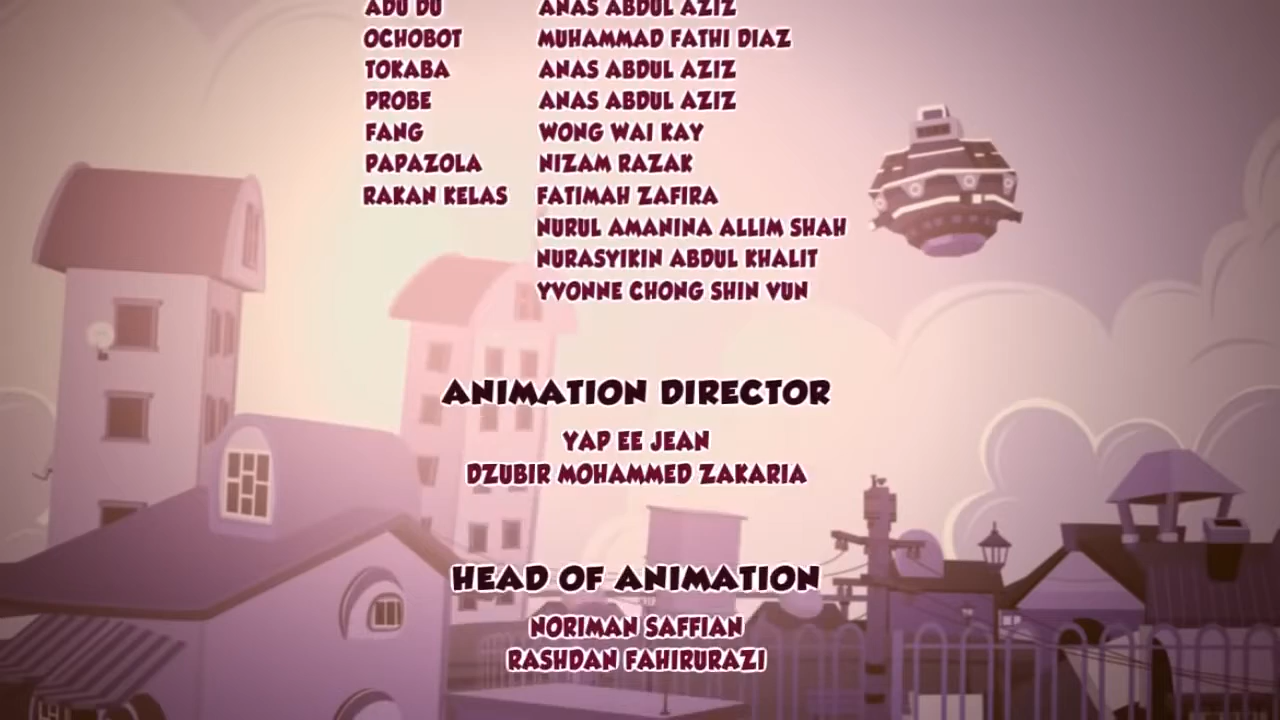 ADU DU ANAS ABDUL AZIZ
OCHOBOT MUHAMMAD FATHI DIAZ
TOKABA ANAS ABDUL AZIZ
PROBE ANAS ABDUL AZIZ
FANG WONG WAI KAY
PAPAZOLA NIZAM RAZAK
RAKAN KELAS FATIMAH ZAFIRA
NURUL AMANINA ALLIM SHAH
NURASYIKIN ABDUL KHALIT
YVONNE CHONG SHIN VUN
ANIMATION DIRECTOR
YAP EE JEAN
DZUBIR MOHAMMED ZAKARIA
HEAD OF ANIMATION
NORIMAN SAFFIAN
RASHDAN FAHIRURAZI